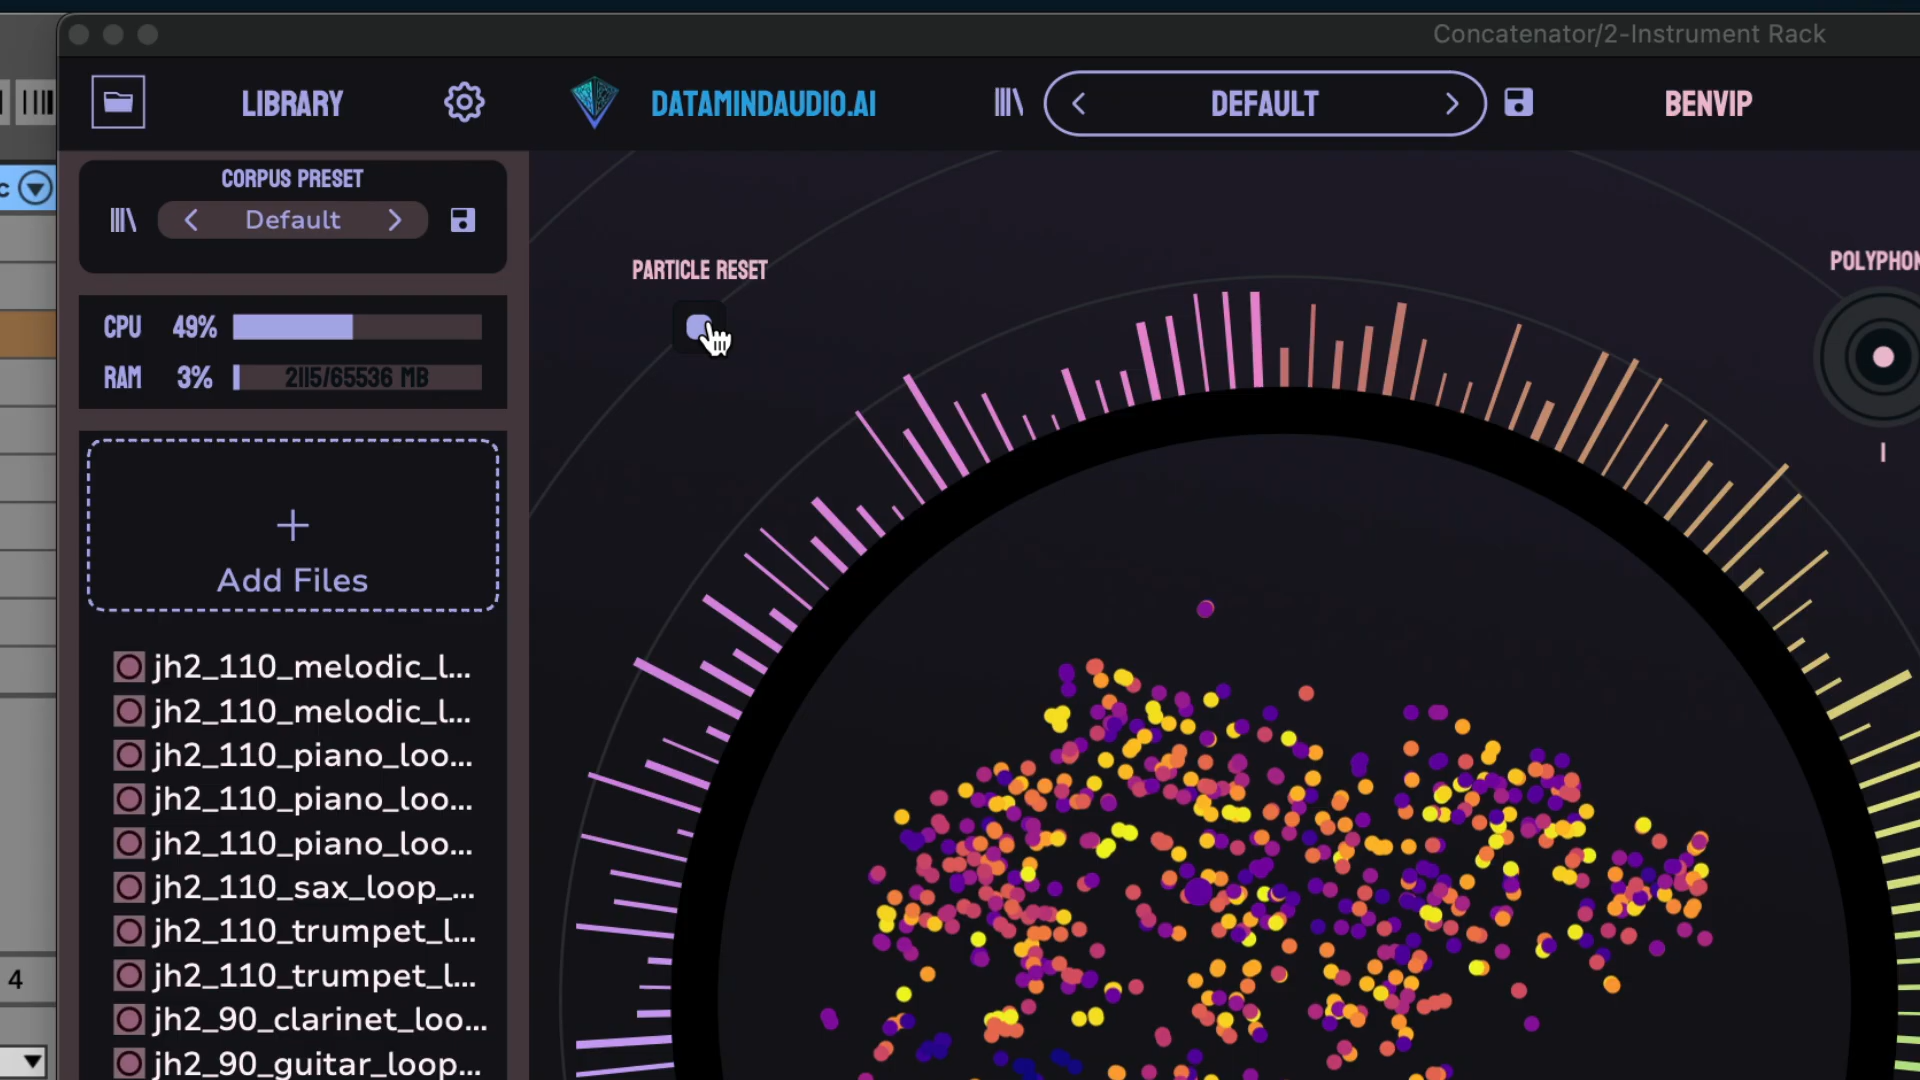 Concatenator/2-Instrument Rack
LIBRARY
DATAMINDAUDIO.AI
DEFAULT
BENVIP
c
CORPUS PRESET
Default
PARTICLE RESET
POLYPHON
CPU 49%
RAM 3% 2115/65536 MB
I
+
Add Files
jh2_110_melodic_l...
jh2_110_melodic_l...
jh2_110_piano_loo...
jh2_110_piano_loo...
jh2_110_piano_loo...
jh2_110_sax_loop_...
jh2_110_trumpet_l...
jh2_110_trumpet_l...
4
jh2_90_clarinet_loo...
jh2_90_guitar_loop...